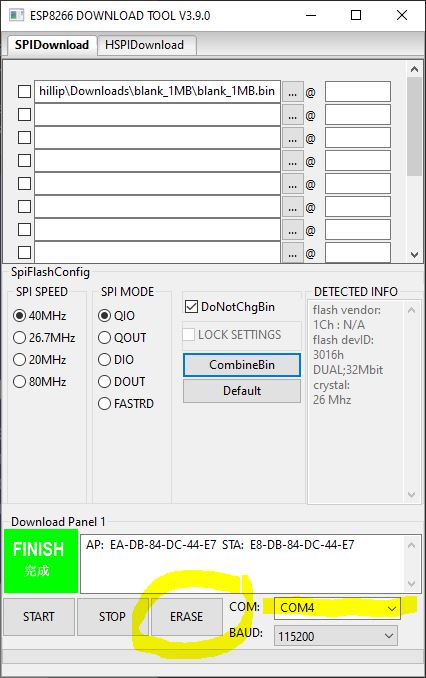 ESP8266 DOWNLOAD TOOL V3.9.0
SPIDownload HSPIDownload
hillip\Downloads\blank_1MB\blank_1MB.bin ... @
... @
... @
... @
... @
... @
... @
... @
SpiFlashConfig
SPI SPEED
40MHz
26.7MHz
20MHz
80MHz
SPI MODE
QIO
QOUT
DIO
DOUT
FASTRD
DoNotChgBin
LOCK SETTINGS
CombineBin
Default
DETECTED INFO
flash vendor:
1Ch : N/A
flash devID:
3016h
DUAL;32Mbit
crystal:
26 Mhz
Download Panel 1
FINISH
完成
AP: EA-DB-84-DC-44-E7 STA: E8-DB-84-DC-44-E7
START STOP ERASE
COM: COM4
BAUD: 115200